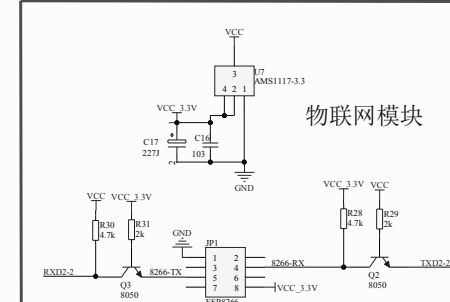 VCC
U7
AMS1117-3.3
3
4 2 1
VCC_3.3V
物联网模块
C17
227J
C16
103
GND
VCC VCC_3.3V
VCC_3.3V VCC
R30
4.7k
R31
2k
R28
4.7k
R29
2k
GND
JP1
1 2
3 4
5 6
7 8
RXD2-2
8266-TX
8266-RX
TXD2-2
VCC_3.3V
Q3
8050
Q2
8050
ESP8266